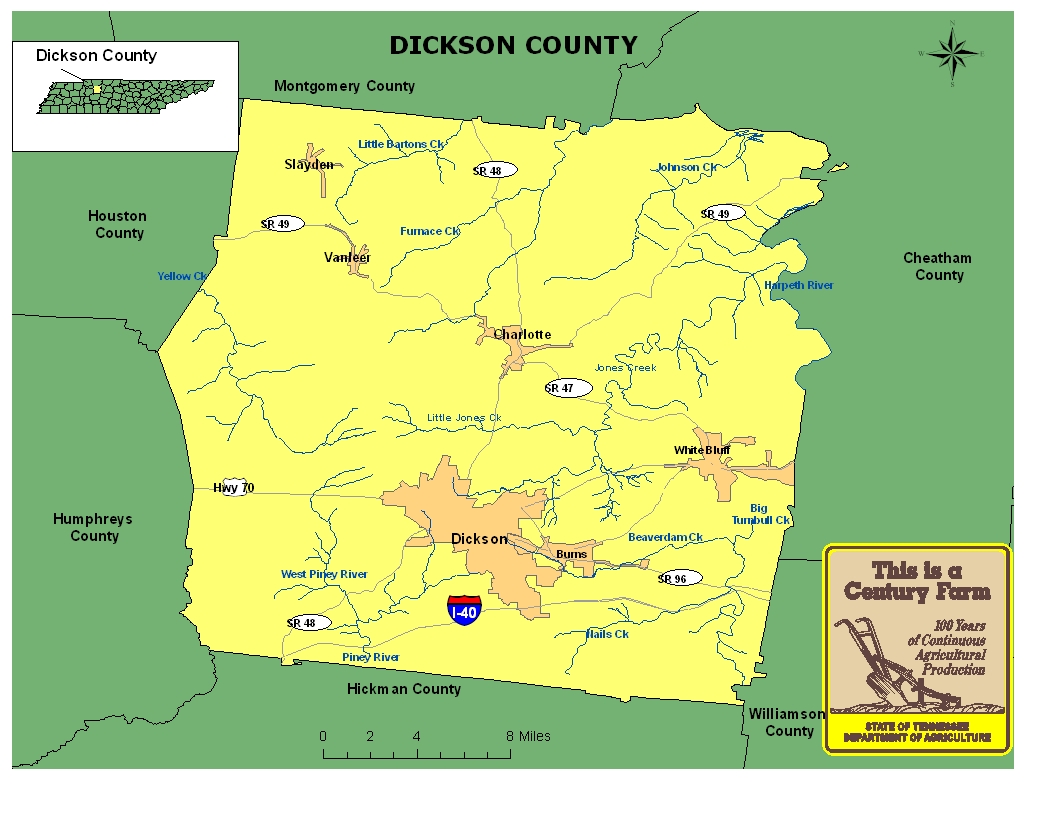 DICKSON COUNTY
Dickson County
N
W
E
S
Montgomery County
Little Bartons Ck
Slayden
SR 48
Johnson Ck
SR 49
Houston
County
SR 49
Furnace Ck
Vanleer
Cheatham
County
Yellow Ck
Harpeth River
Charlotte
Jones Creek
SR 47
Little Jones Ck
White Bluff
Hwy 70
Big
Turnbull Ck
Humphreys
County
Dickson
Beaverdam Ck
Burns
West Piney River
SR 96
I-40
SR 48
Nails Ck
Piney River
Hickman County
Williamson
County
0 2 4 8 Miles
This is a
Century Farm
100 Years
of Continuous
Agricultural
Production
STATE OF TENNESSEE
DEPARTMENT OF AGRICULTURE